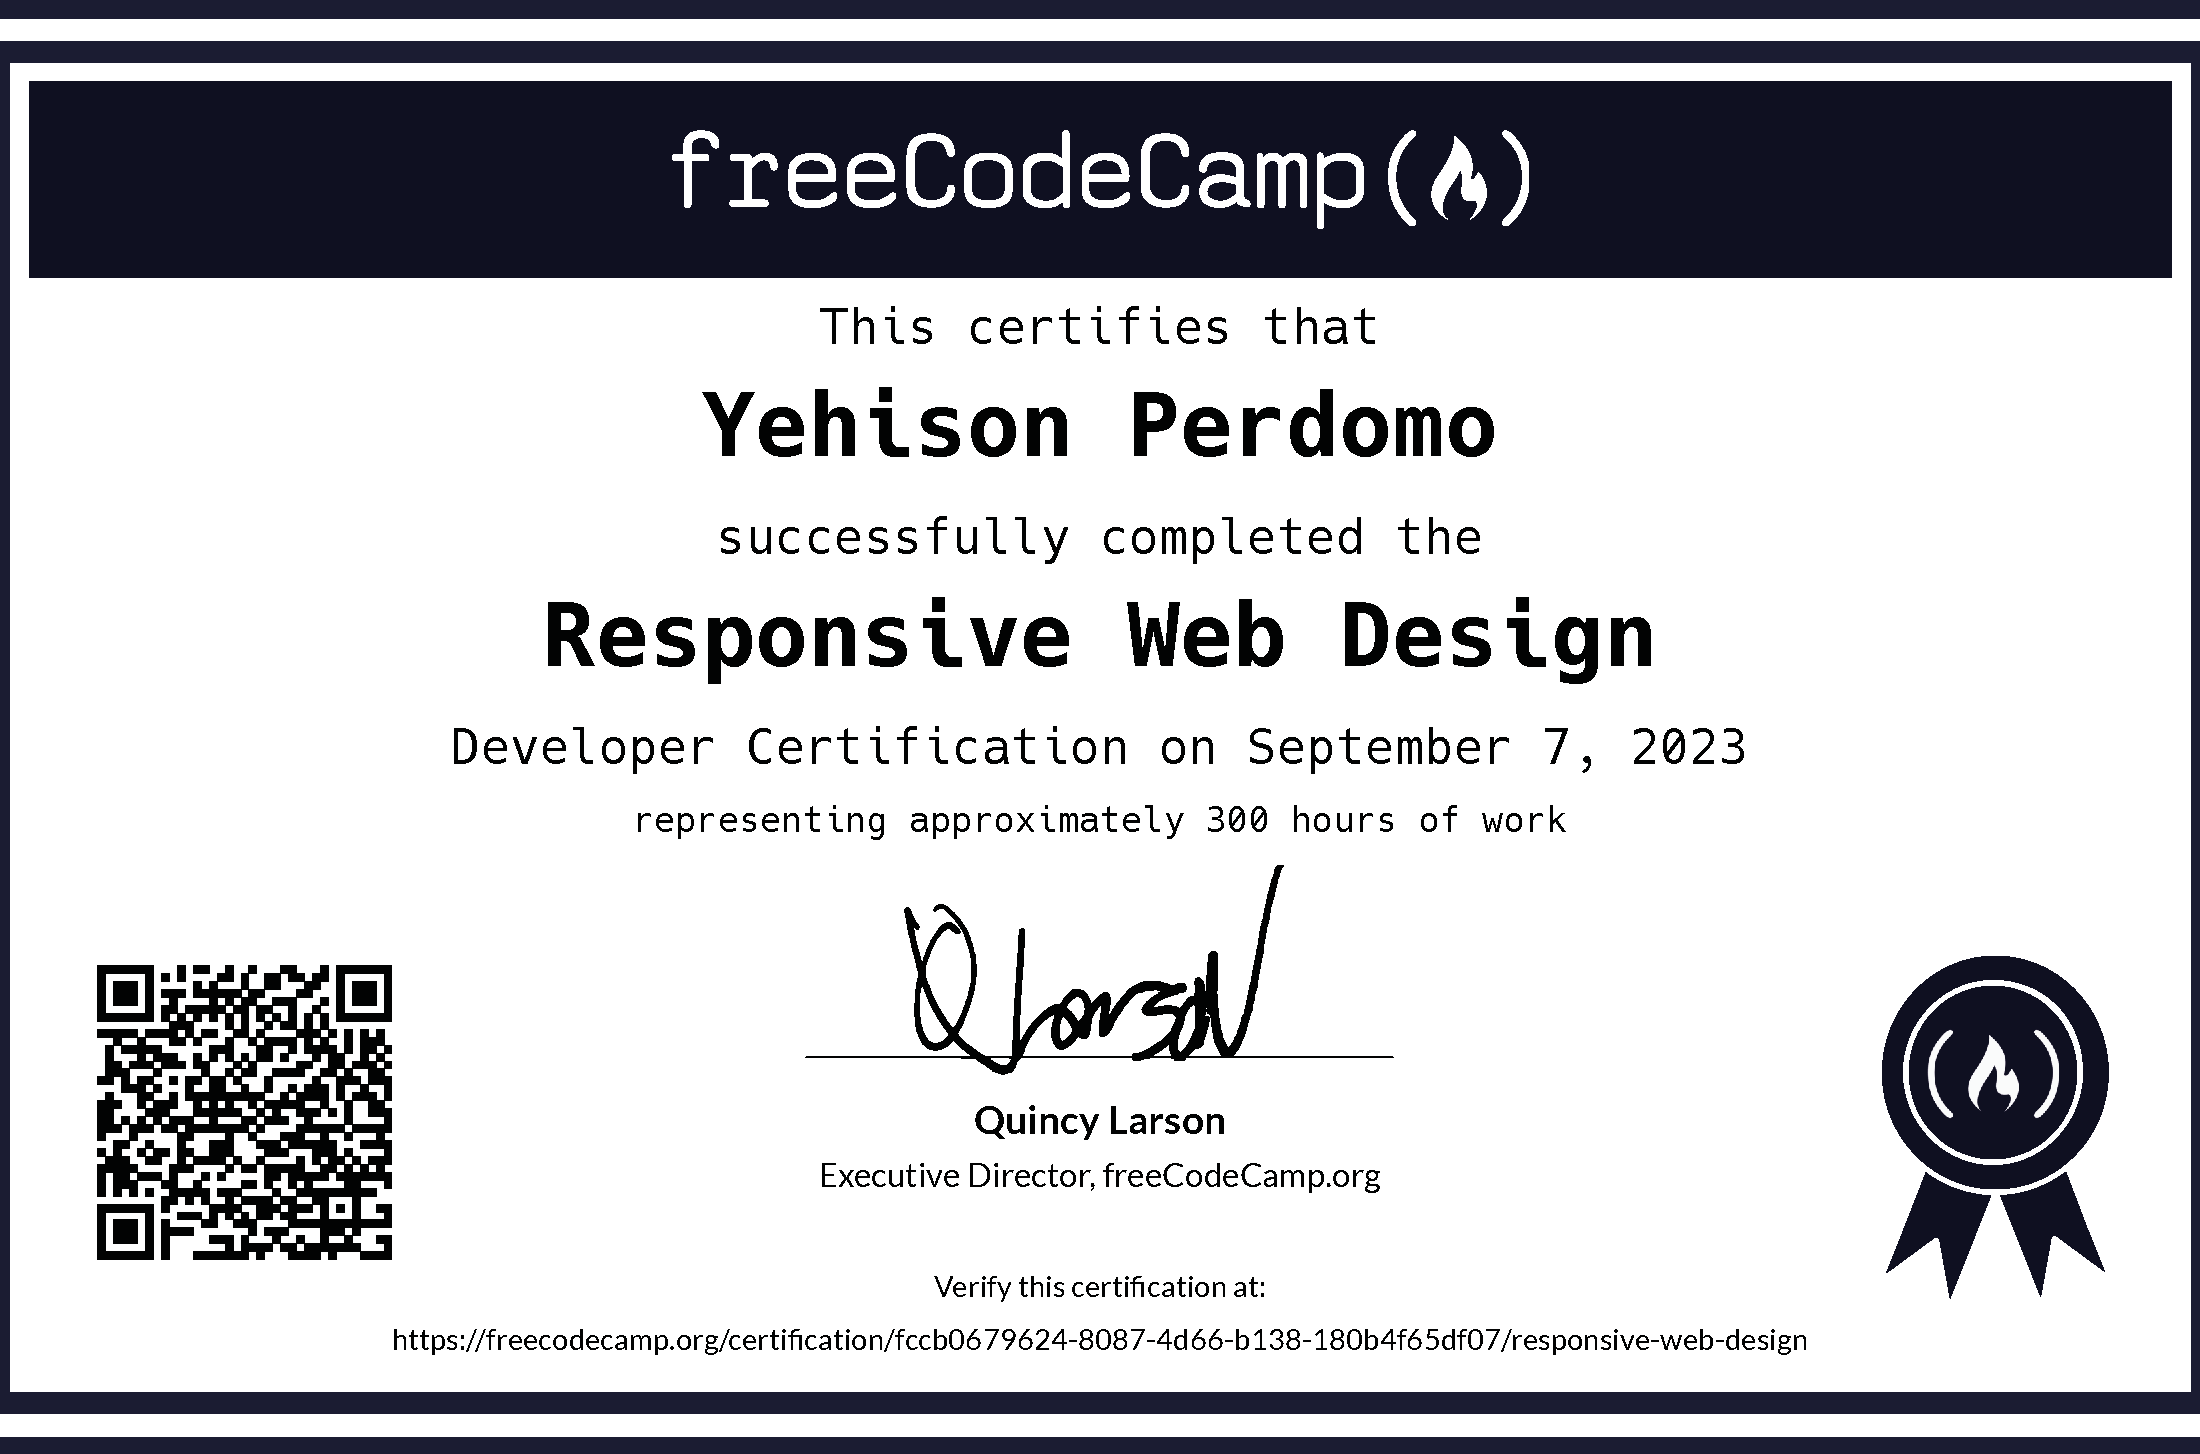 freeCodeCamp(🔥)
This certifies that
Yehison Perdomo
successfully completed the
Responsive Web Design
Developer Certification on September 7, 2023
representing approximately 300 hours of work
Q Larson
Quincy Larson
Executive Director, freeCodeCamp.org
Verify this certification at:
https://freecodecamp.org/certification/fccb0679624-8087-4d66-b138-180b4f65df07/responsive-web-design